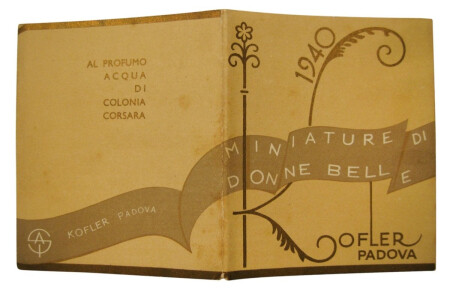 AL PROFUMO
ACQUA
DI
COLONIA
CORSARA
KOFLER PADOVA
1940
MINIATURE DI
DONNE BELLE
KOFLER
PADOVA